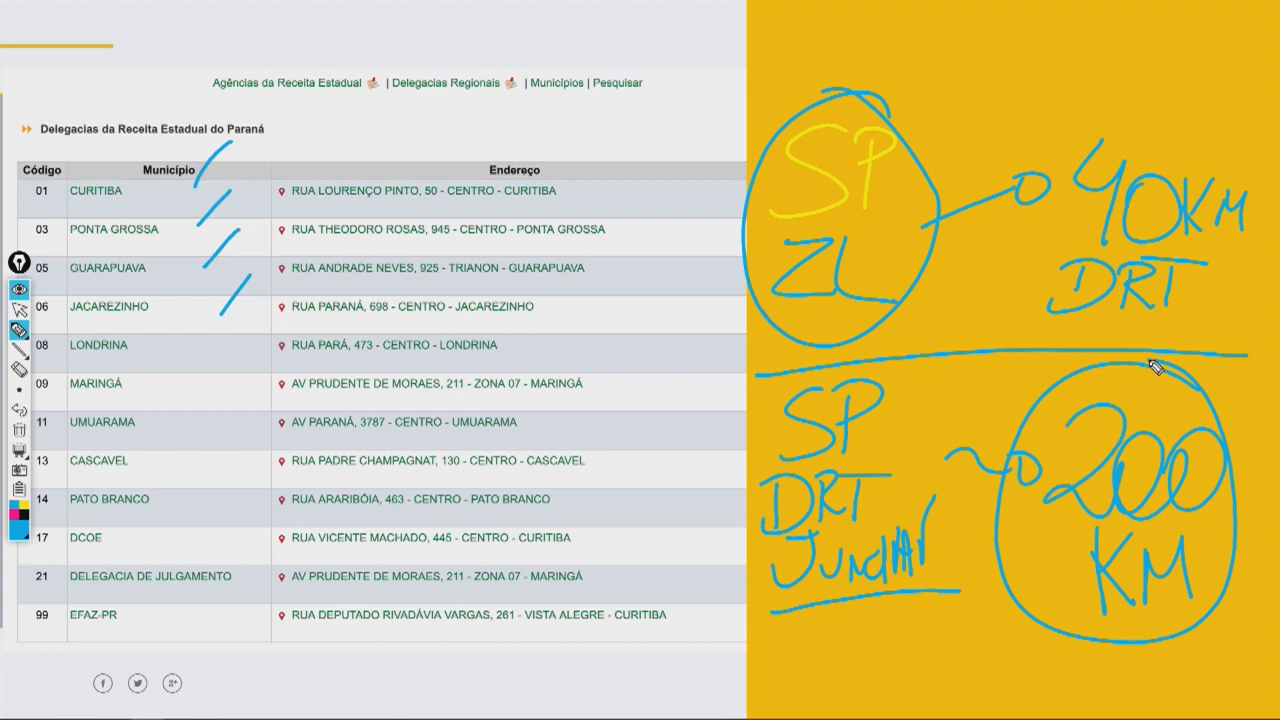 Agências da Receita Estadual | Delegacias Regionais | Municípios | Pesquisar
Delegacias da Receita Estadual do Paraná
Código Município Endereço
01 CURITIBA RUA LOURENÇO PINTO, 50 - CENTRO - CURITIBA
03 PONTA GROSSA RUA THEODORO ROSAS, 945 - CENTRO - PONTA GROSSA
05 GUARAPUAVA RUA ANDRADE NEVES, 925 - TRIANON - GUARAPUAVA
06 JACAREZINHO RUA PARANÁ, 698 - CENTRO - JACAREZINHO
08 LONDRINA RUA PARÁ, 473 - CENTRO - LONDRINA
09 MARINGÁ AV PRUDENTE DE MORAES, 211 - ZONA 07 - MARINGÁ
11 UMUARAMA AV PARANÁ, 3787 - CENTRO - UMUARAMA
13 CASCAVEL RUA PADRE CHAMPAGNAT, 130 - CENTRO - CASCAVEL
14 PATO BRANCO RUA ARARIBÓIA, 463 - CENTRO - PATO BRANCO
17 DCOE RUA VICENTE MACHADO, 445 - CENTRO - CURITIBA
21 DELEGACIA DE JULGAMENTO AV PRUDENTE DE MORAES, 211 - ZONA 07 - MARINGÁ
99 EFAZ-PR RUA DEPUTADO RIVADÁVIA VARGAS, 261 - VISTA ALEGRE - CURITIBA
SP
ZL
40KM
DRT
SP
DRT
JUNDIAÍ
200
KM